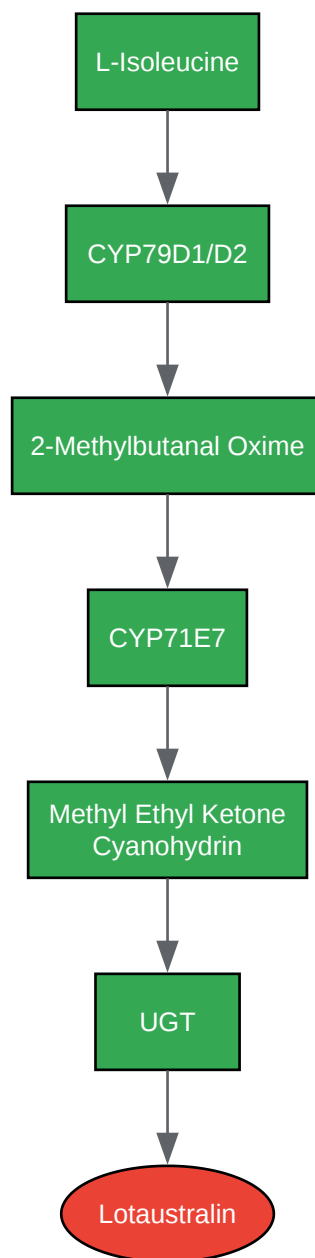 L-Isoleucine
CYP79D1/D2
2-Methylbutanal Oxime
CYP71E7
Methyl Ethyl Ketone
Cyanohydrin
UGT
Lotaustralin